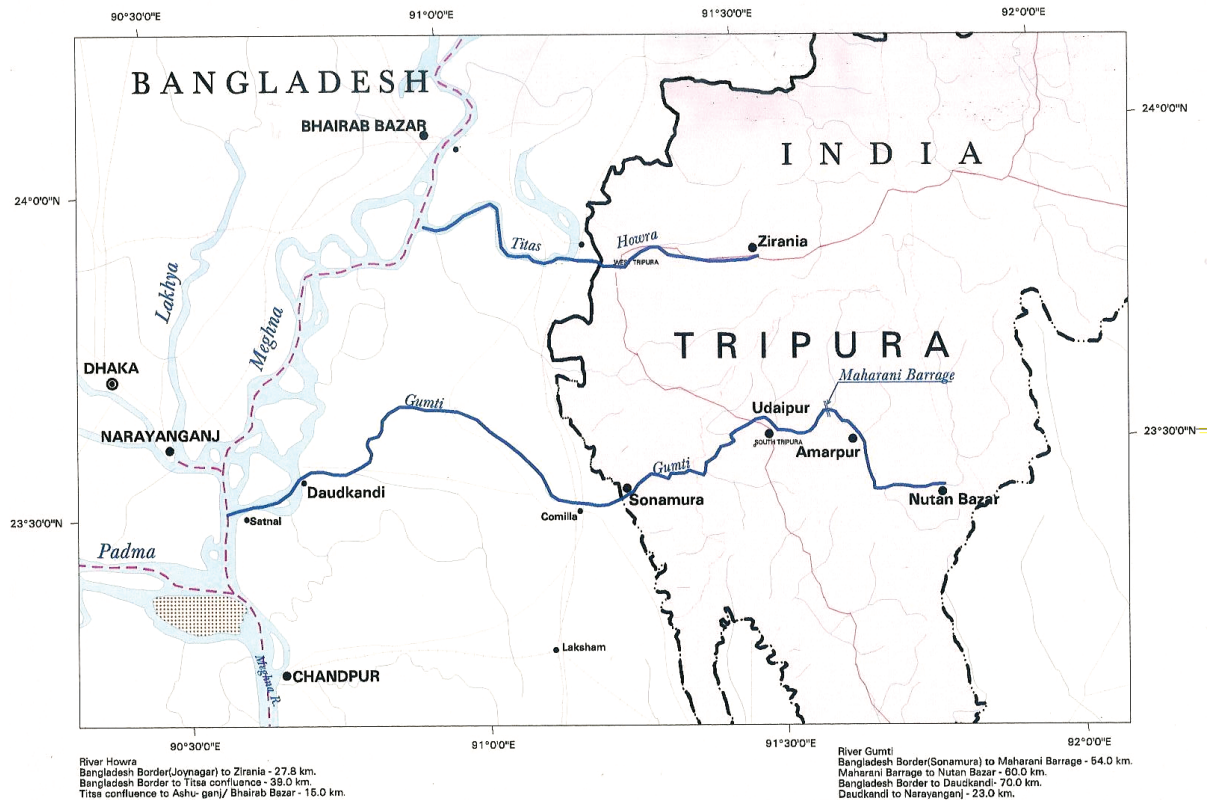 90°30'0"E 91°0'0"E 91°30'0"E 92°0'0"E
BANGLADESH
24°0'0"N
BHAIRAB BAZAR
INDIA
24°0'0"N
Titas
Howra
Zirania
WEST TRIPURA
Lakhya
Meghna
TRIPURA
DHAKA
Maharani Barrage
Gumti
Udaipur
NARAYANGANJ
23°30'0"N
SOUTH TRIPURA
Amarpur
Gumti
Daudkandi
Sonamura
Nutan Bazar
Satnal
Comilla
23°30'0"N
Padma
Laksham
Meghna R.
CHANDPUR
90°30'0"E 91°0'0"E 91°30'0"E 92°0'0"E
River Howra
Bangladesh Border(Joynagar) to Zirania - 27.8 km.
Bangladesh Border to Titsa confluence - 39.0 km.
Titsa confluence to Ashu- ganj/ Bhairab Bazar - 15.0 km.
River Gumti
Bangladesh Border(Sonamura) to Maharani Barrage - 54.0 km.
Maharani Barrage to Nutan Bazar - 60.0 km.
Bangladesh Border to Daudkandi- 70.0 km.
Daudkandi to Narayanganj - 23.0 km.